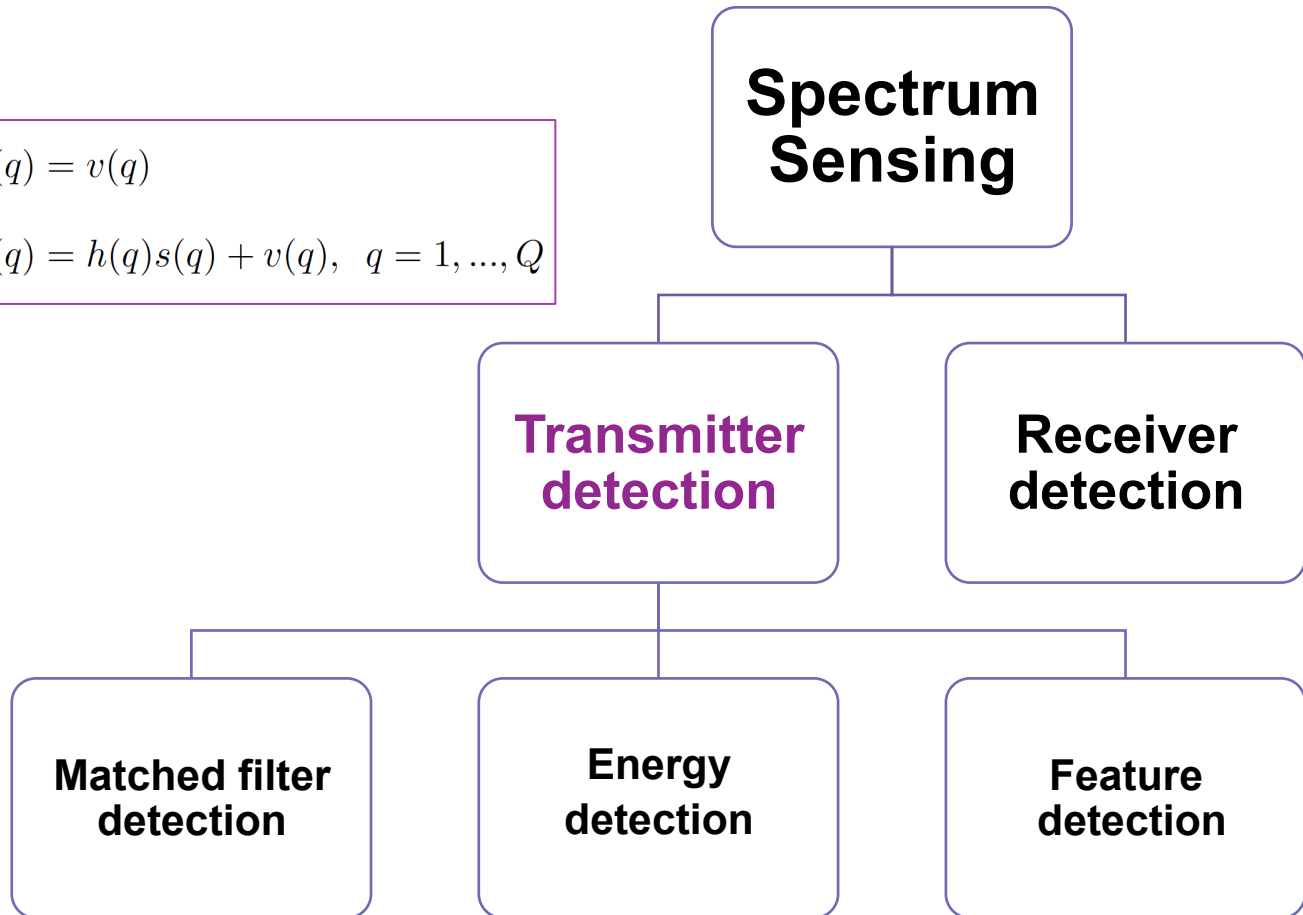 Spectrum
Sensing
(q) = v(q)
(q) = h(q)s(q) + v(q), q = 1, ..., Q
Transmitter
detection
Receiver
detection
Matched filter
detection
Energy
detection
Feature
detection